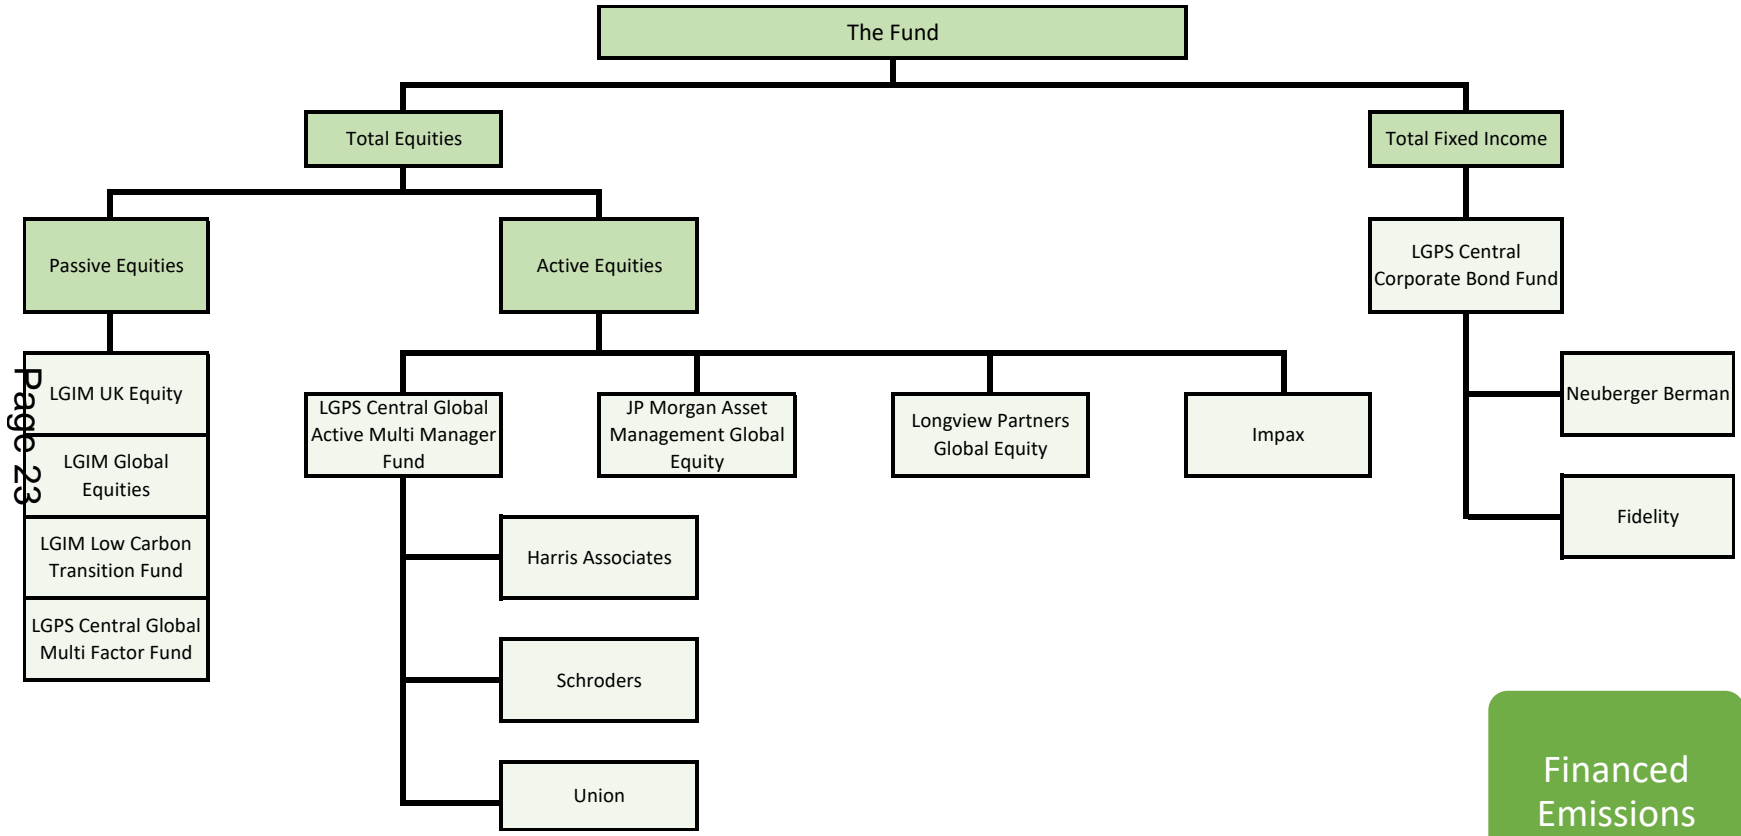 The Fund
Total Equities
Total Fixed Income
Passive Equities
Active Equities
LGPS Central
Corporate Bond Fund
LGIM UK Equity
LGIM Global
Equities
LGIM Low Carbon
Transition Fund
LGPS Central Global
Multi Factor Fund
LGPS Central Global
Active Multi Manager
Fund
JP Morgan Asset
Management Global
Equity
Longview Partners
Global Equity
Impax
Neuberger Berman
Fidelity
Harris Associates
Schroders
Union
Page 23
Financed
Emissions